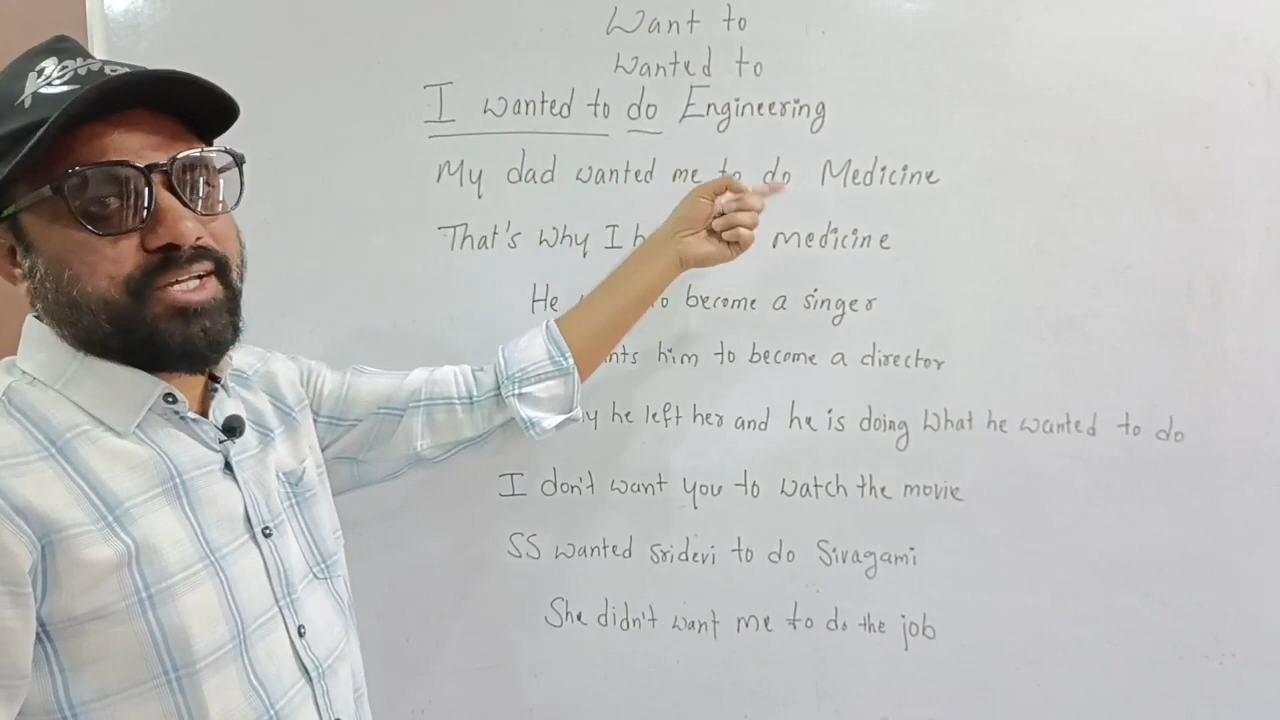 Want to
Wanted to
I wanted to do Engineering
My dad wanted me to do Medicine
That's why I medicine
He become a singer
him to become a director
he left her and he is doing what he wanted to do
I don't want you to watch the movie
SS wanted Sridevi to do Sivagami
She didn't want me to do the job